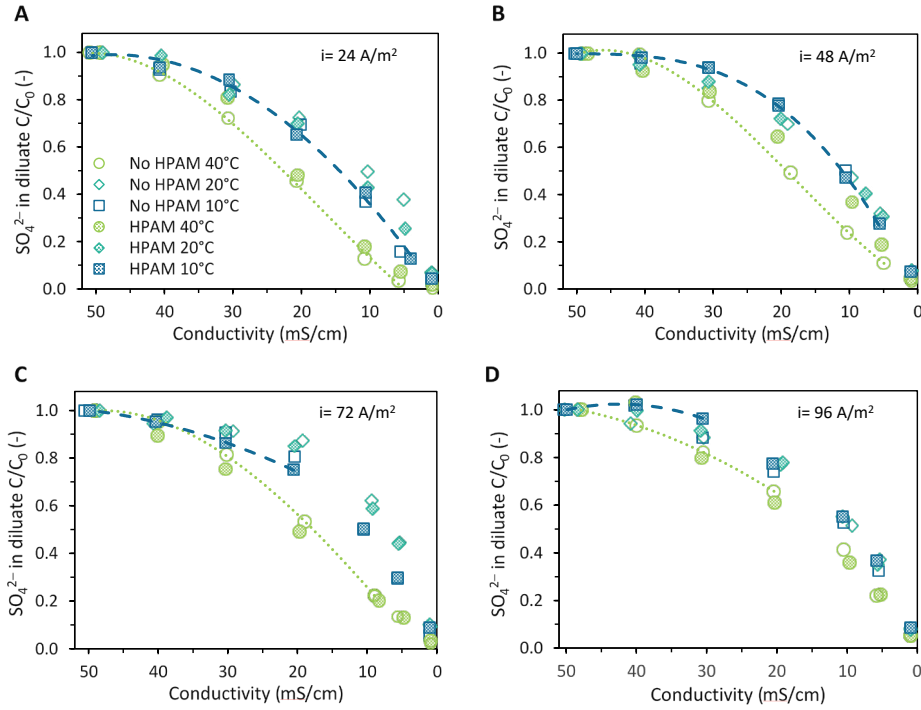 A
i= 24 A/m²
SO₄²⁻ in diluate C/C₀ (-)
1.0
0.8
0.6
0.4
0.2
0.0
No HPAM 40°C
No HPAM 20°C
No HPAM 10°C
HPAM 40°C
HPAM 20°C
HPAM 10°C
50 40 30 20 10 0
Conductivity (mS/cm)
B
i= 48 A/m²
SO₄²⁻ in diluate C/C₀ (-)
1.0
0.8
0.6
0.4
0.2
0.0
50 40 30 20 10 0
Conductivity (mS/cm)
C
i= 72 A/m²
SO₄²⁻ in diluate C/C₀ (-)
1.0
0.8
0.6
0.4
0.2
0.0
50 40 30 20 10 0
Conductivity (mS/cm)
D
i= 96 A/m²
SO₄²⁻ in diluate C/C₀ (-)
1.0
0.8
0.6
0.4
0.2
0.0
50 40 30 20 10 0
Conductivity (mS/cm)